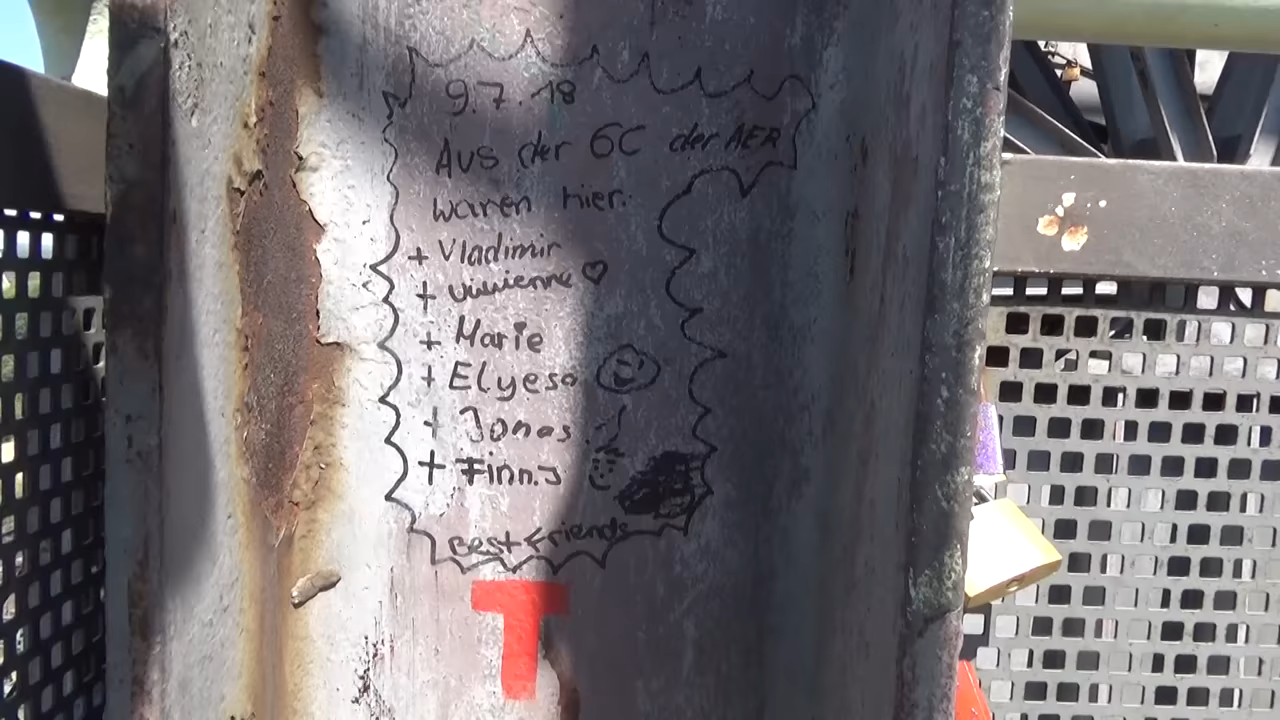 9.7.18
Aus der 6C der AER
waren hier:
+ Vladimir
+ Vivienne ♡
+ Marie
+ Elyesa
+ Jonas
+ Finn.J
Best Friends
T